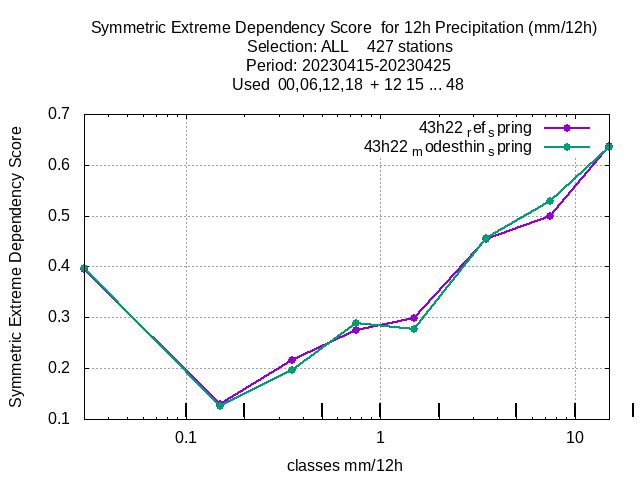 Symmetric Extreme Dependency Score for 12h Precipitation (mm/12h)
Selection: ALL 427 stations
Period: 20230415-20230425
Used 00,06,12,18 + 12 15 ... 48
Symmetric Extreme Dependency Score
0.7
0.6
0.5
0.4
0.3
0.2
0.1
43h22 ref spring
43h22 modesthin spring
0.1
1
10
classes mm/12h